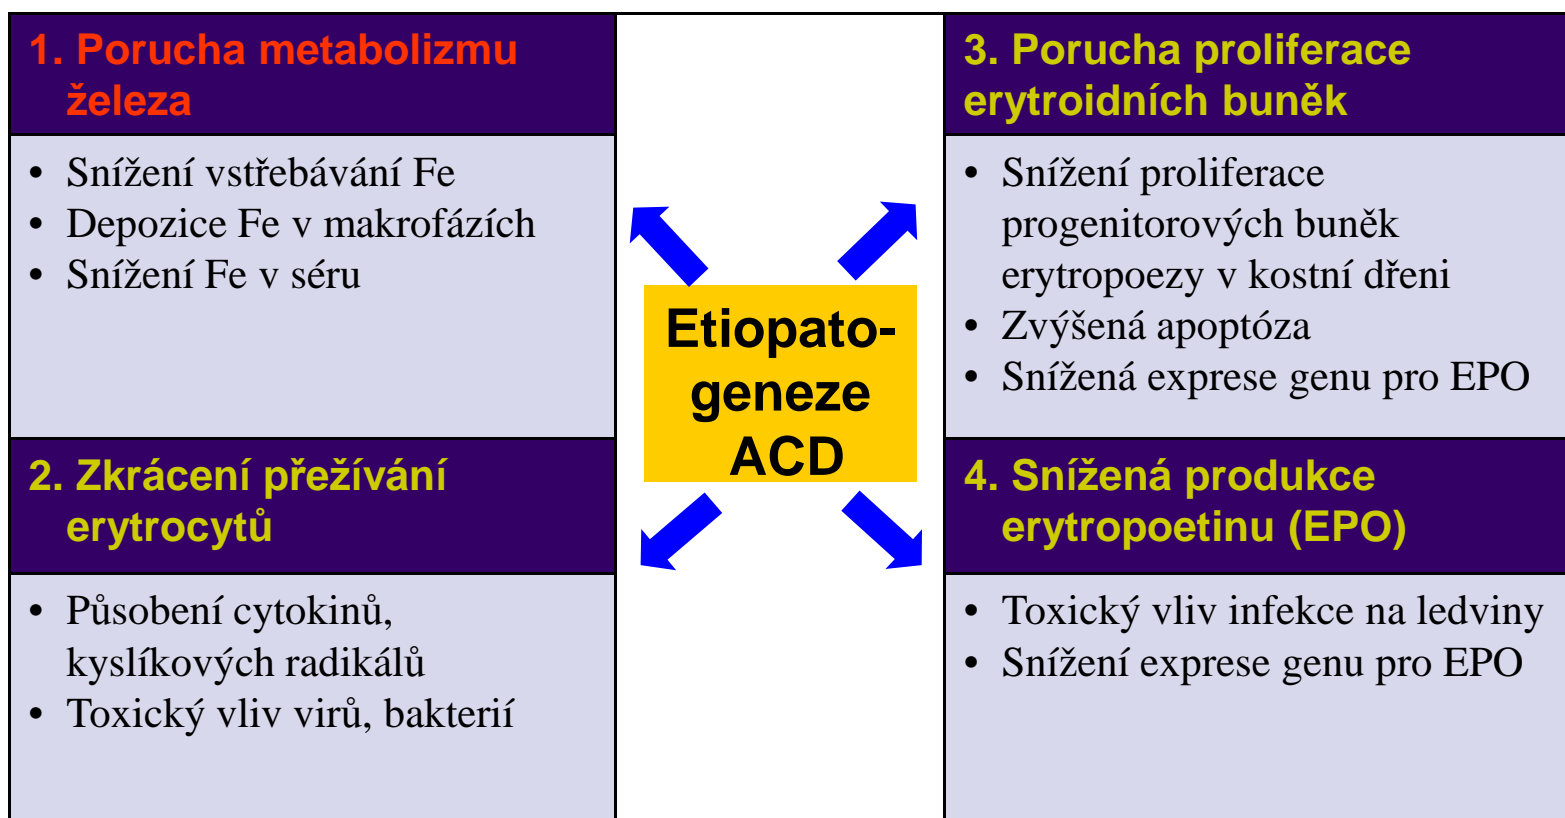 1. Porucha metabolizmu
železa
• Snížení vstřebávání Fe
• Depozice Fe v makrofázích
• Snížení Fe v séru
2. Zkrácení přežívání
erytrocytů
• Působení cytokinů,
kyslíkových radikálů
• Toxický vliv virů, bakterií
Etiopato-
geneze
ACD
3. Porucha proliferace
erytroidních buněk
• Snížení proliferace
progenitorových buněk
erytropoezy v kostní dřeni
• Zvýšená apoptóza
• Snížená exprese genu pro EPO
4. Snížená produkce
erytropoetinu (EPO)
• Toxický vliv infekce na ledviny
• Snížení exprese genu pro EPO